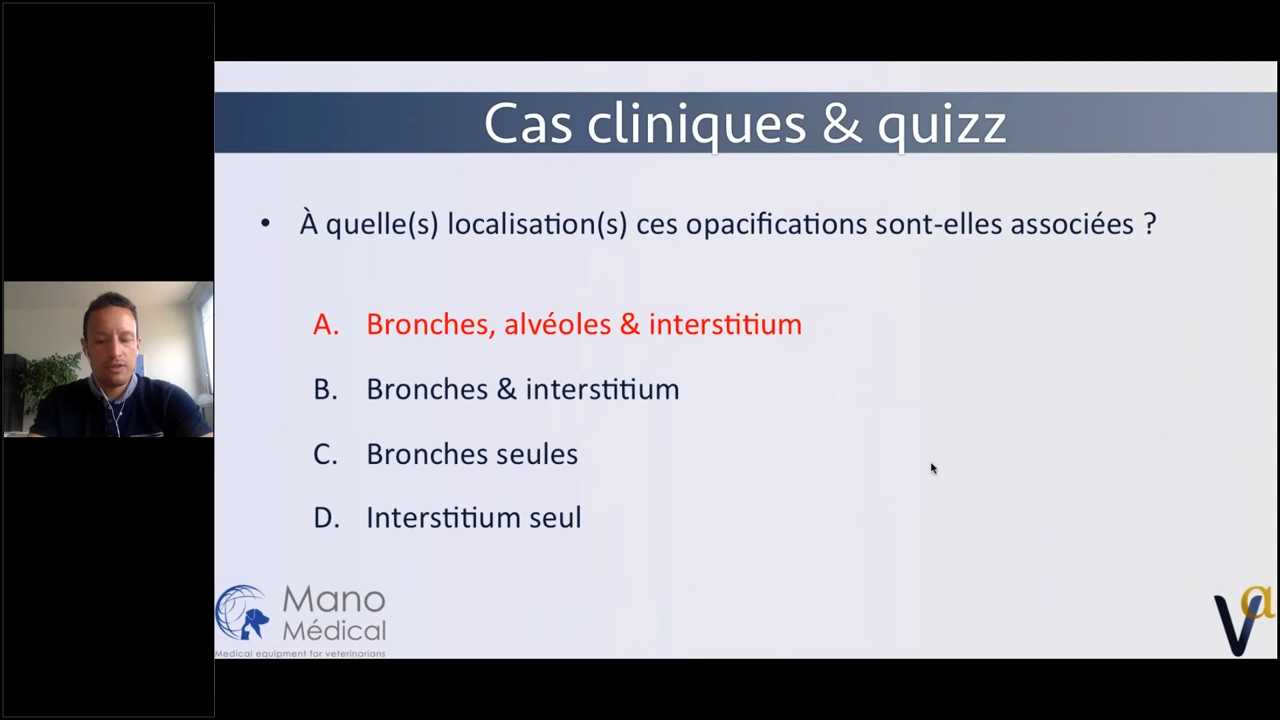 Cas cliniques & quizz
• À quelle(s) localisation(s) ces opacifications sont-elles associées ?
A. Bronches, alvéoles & interstitium
B. Bronches & interstitium
C. Bronches seules
D. Interstitium seul
Mano
Médical
Medical equipment for veterinarians
V@